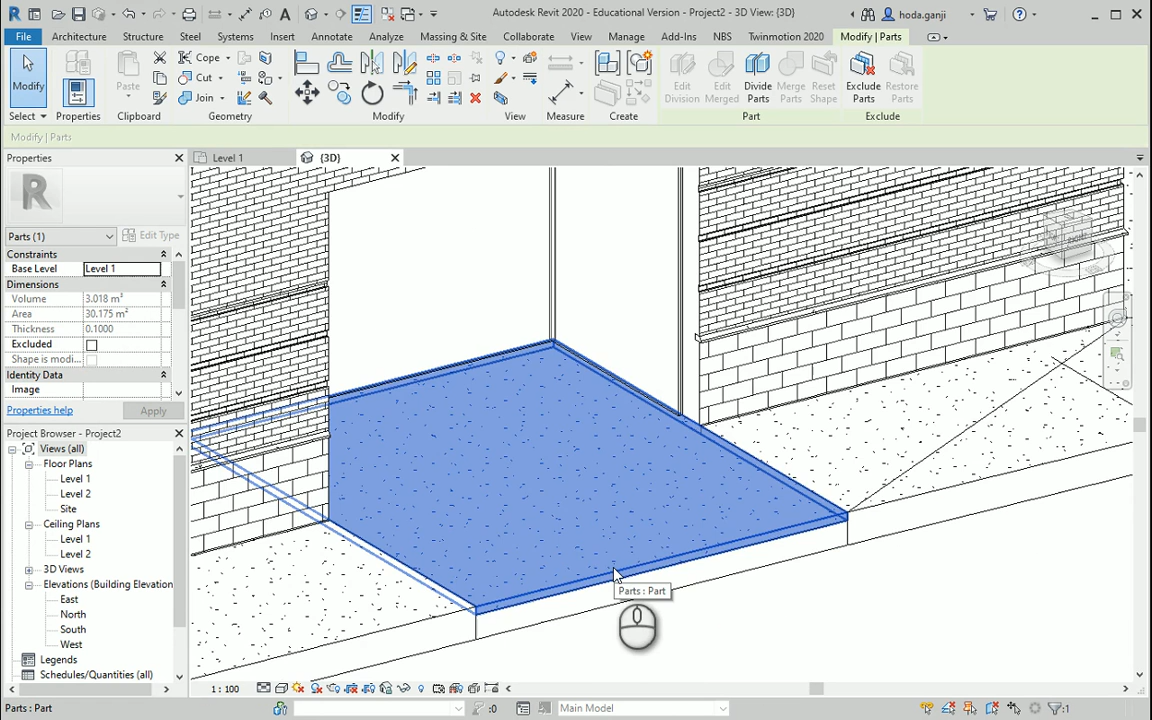 Autodesk Revit 2020 - Educational Version - Project2 - 3D View: {3D}
hoda.ganji
File Architecture Structure Steel Systems Insert Annotate Analyze Massing & Site Collaborate View Manage Add-Ins NBS Twinmotion 2020 Modify | Parts
Modify
Select
Properties
Paste
Clipboard
Cope
Cut
Join
Geometry
Modify
View
Measure
Create
Edit Division
Edit Merged
Divide Parts
Merge Parts
Reset Shape
Part
Exclude Parts
Restore Parts
Exclude
Modify | Parts
Properties
Level 1
{3D}
R
Parts (1)
Edit Type
Constraints
Base Level Level 1
Dimensions
Volume 3.018 m³
Area 30.175 m²
Thickness 0.1000
Excluded
Shape is modi...
Identity Data
Image
Properties help
Apply
Project Browser - Project2
Views (all)
Floor Plans
Level 1
Level 2
Site
Ceiling Plans
Level 1
Level 2
3D Views
Elevations (Building Elevation
East
North
South
West
Legends
Schedules/Quantities (all)
Parts : Part
1 : 100
Parts : Part
:0
Main Model
:1